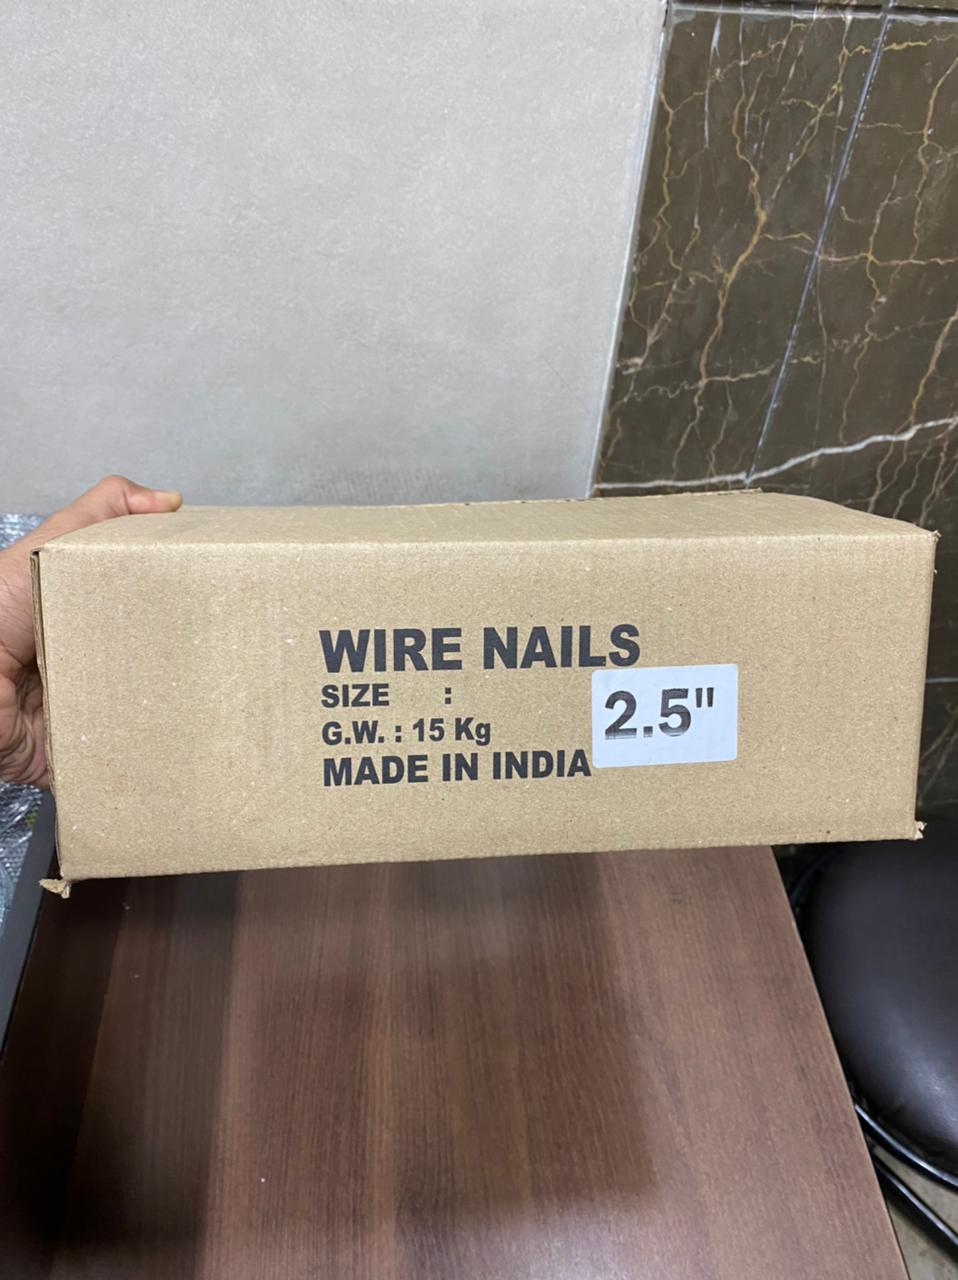 WIRE NAILS
SIZE : 2.5"
G.W. : 15 Kg
MADE IN INDIA